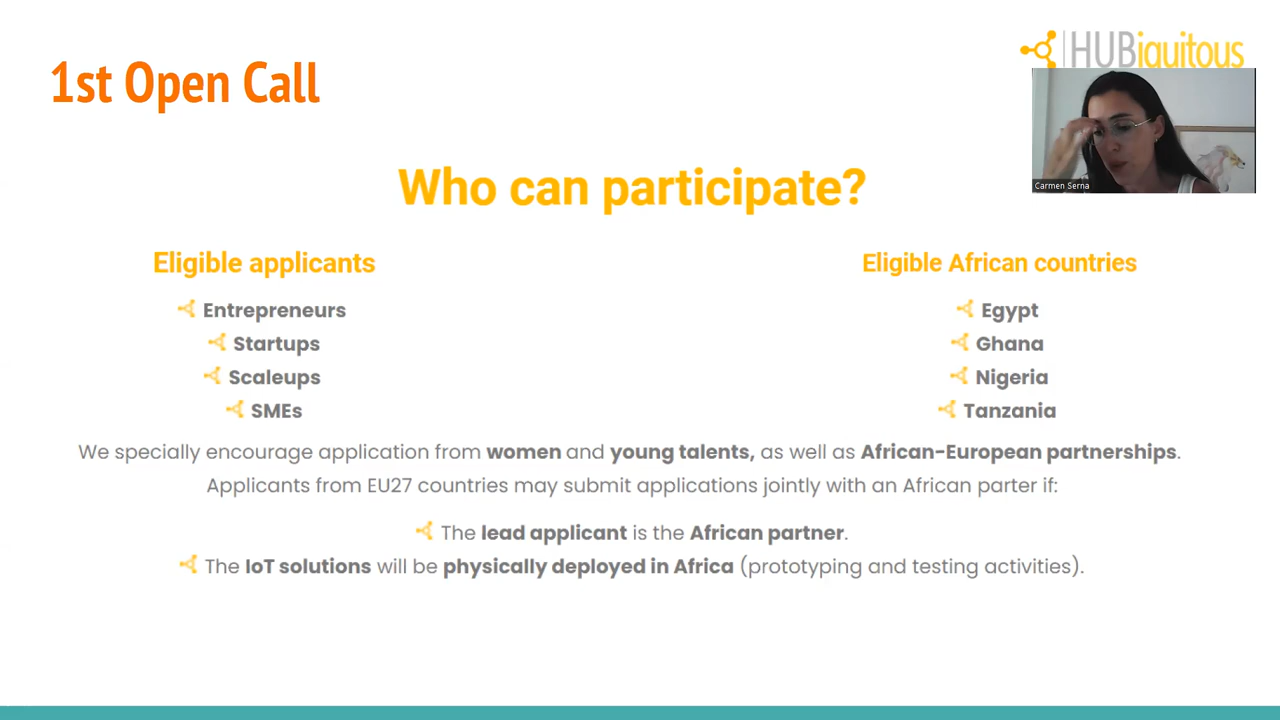 1st Open Call
HUBiquitous
Carmen Serna
Who can participate?
Eligible applicants
Entrepreneurs
Startups
Scaleups
SMEs
Eligible African countries
Egypt
Ghana
Nigeria
Tanzania
We specially encourage application from women and young talents, as well as African-European partnerships.
Applicants from EU27 countries may submit applications jointly with an African parter if:
The lead applicant is the African partner.
The IoT solutions will be physically deployed in Africa (prototyping and testing activities).